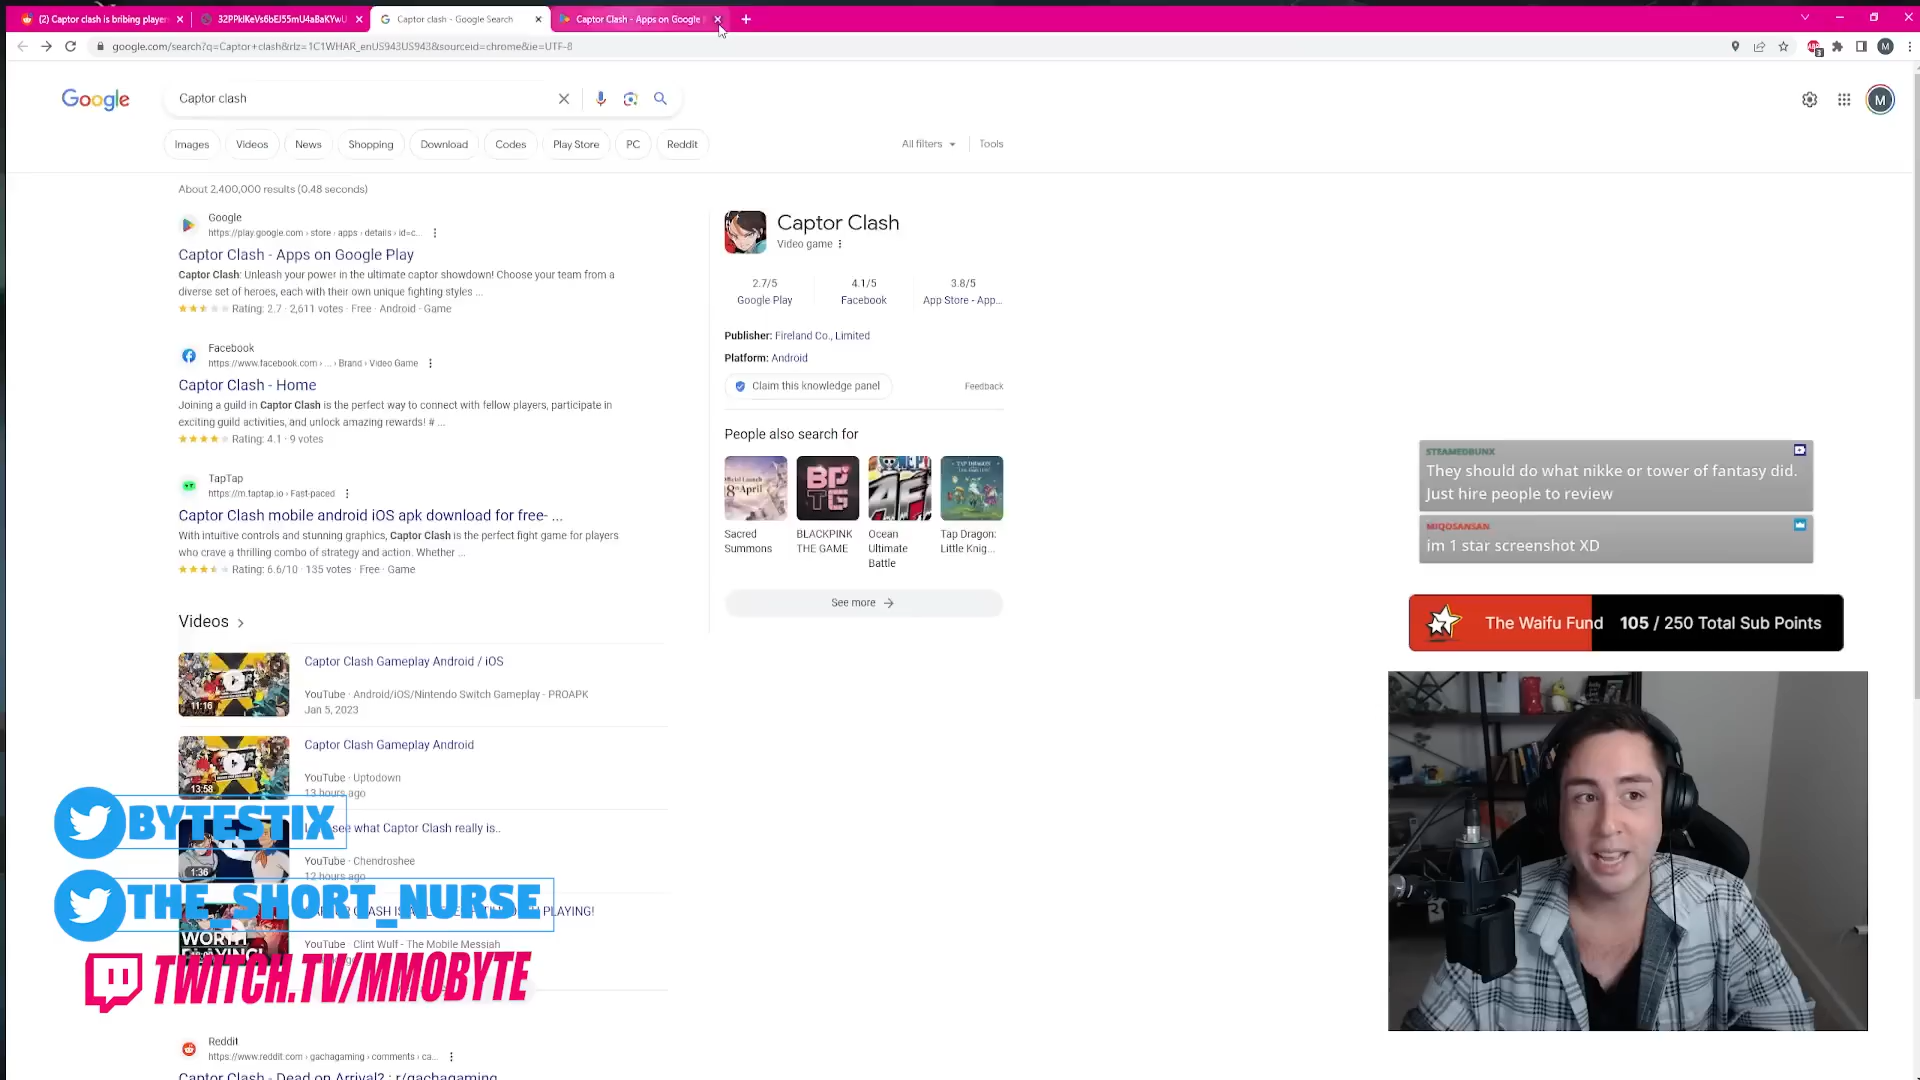 (2) Captor clash is bribing player
32PPkIKeVs6bEJ55mU4aBaKYwU
Captor clash - Google Search
Captor Clash - Apps on Google
google.com/search?q=Captor+clash&rlz=1C1WHAR_enUS943US943&sourceid=chrome&ie=UTF-8
M
Google
Captor clash
M
Images
Videos
News
Shopping
Download
Codes
Play Store
PC
Reddit
All filters
Tools
About 2,400,000 results (0.48 seconds)
Google
https://play.google.com › store › apps › details › id=c...
Captor Clash - Apps on Google Play
Captor Clash: Unleash your power in the ultimate captor showdown! Choose your team from a
diverse set of heroes, each with their own unique fighting styles ...
Rating: 2.7 · 2,611 votes · Free · Android · Game
Facebook
https://www.facebook.com › ... › Brand › Video Game
Captor Clash - Home
Joining a guild in Captor Clash is the perfect way to connect with fellow players, participate in
exciting guild activities, and unlock amazing rewards! # ...
Rating: 4.1 · 9 votes
TapTap
https://m.taptap.io › Fast-paced
Captor Clash mobile android iOS apk download for free- ...
With intuitive controls and stunning graphics, Captor Clash is the perfect fight game for players
who crave a thrilling combo of strategy and action. Whether ...
Rating: 6.6/10 · 135 votes · Free · Game
Videos
11:16
Captor Clash Gameplay Android / iOS
YouTube · Android/iOS/Nintendo Switch Gameplay - PROAPK
Jan 5, 2023
13:58
Captor Clash Gameplay Android
YouTube · Uptodown
13 hours ago
1:36
see what Captor Clash really is..
YouTube · Chendroshee
12 hours ago
CLASH IS PLAYING!
WORTH
YouTube · Clint Wulf - The Mobile Messiah
Reddit
https://www.reddit.com › gachagaming › comments › ca...
Captor Clash - Dead on Arrival? : r/gachagaming
Captor Clash
Video game
2.7/5
Google Play
4.1/5
Facebook
3.8/5
App Store - App...
Publisher: Fireland Co., Limited
Platform: Android
Claim this knowledge panel
Feedback
People also search for
Official Launch
8th April
BP
TG
TAP DRAGON
Sacred
Summons
BLACKPINK
THE GAME
Ocean
Ultimate
Battle
Tap Dragon:
Little Knig...
See more
STEAMEDBUNX
They should do what nikke or tower of fantasy did.
Just hire people to review
MIQOSANSAN
im 1 star screenshot XD
The Waifu Fund 105 / 250 Total Sub Points
BYTESTIX
THE_SHORT_NURSE
TWITCH.TV/MMOBYTE